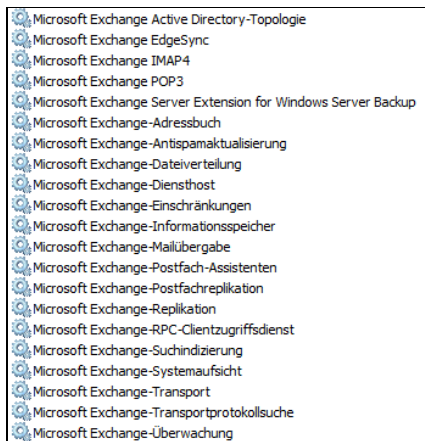 Microsoft Exchange Active Directory-Topologie
Microsoft Exchange EdgeSync
Microsoft Exchange IMAP4
Microsoft Exchange POP3
Microsoft Exchange Server Extension for Windows Server Backup
Microsoft Exchange-Adressbuch
Microsoft Exchange-Antispamaktualisierung
Microsoft Exchange-Dateiverteilung
Microsoft Exchange-Diensthost
Microsoft Exchange-Einschränkungen
Microsoft Exchange-Informationsspeicher
Microsoft Exchange-Mailübergabe
Microsoft Exchange-Postfach-Assistenten
Microsoft Exchange-Postfachreplikation
Microsoft Exchange-Replikation
Microsoft Exchange-RPC-Clientzugriffsdienst
Microsoft Exchange-Suchindizierung
Microsoft Exchange-Systemaufsicht
Microsoft Exchange-Transport
Microsoft Exchange-Transportprotokollsuche
Microsoft Exchange-Überwachung